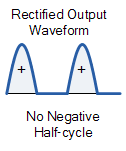 Rectified Output
Waveform
+ +
No Negative
Half-cycle